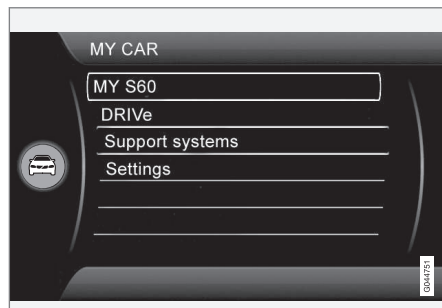 MY CAR
MY S60
DRIVe
Support systems
Settings
G044751